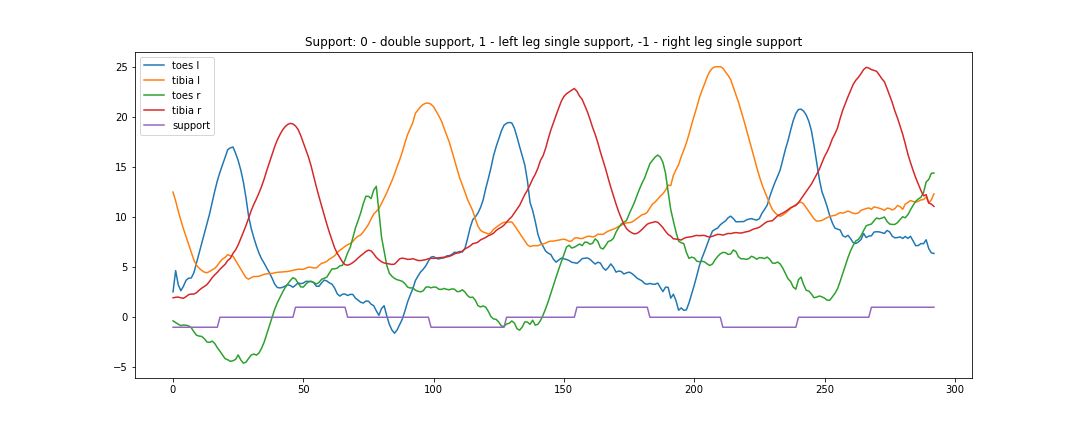 Support: 0 - double support, 1 - left leg single support, -1 - right leg single support
toes l
tibia l
toes r
tibia r
support
25
20
15
10
5
0
−5
0 50 100 150 200 250 300